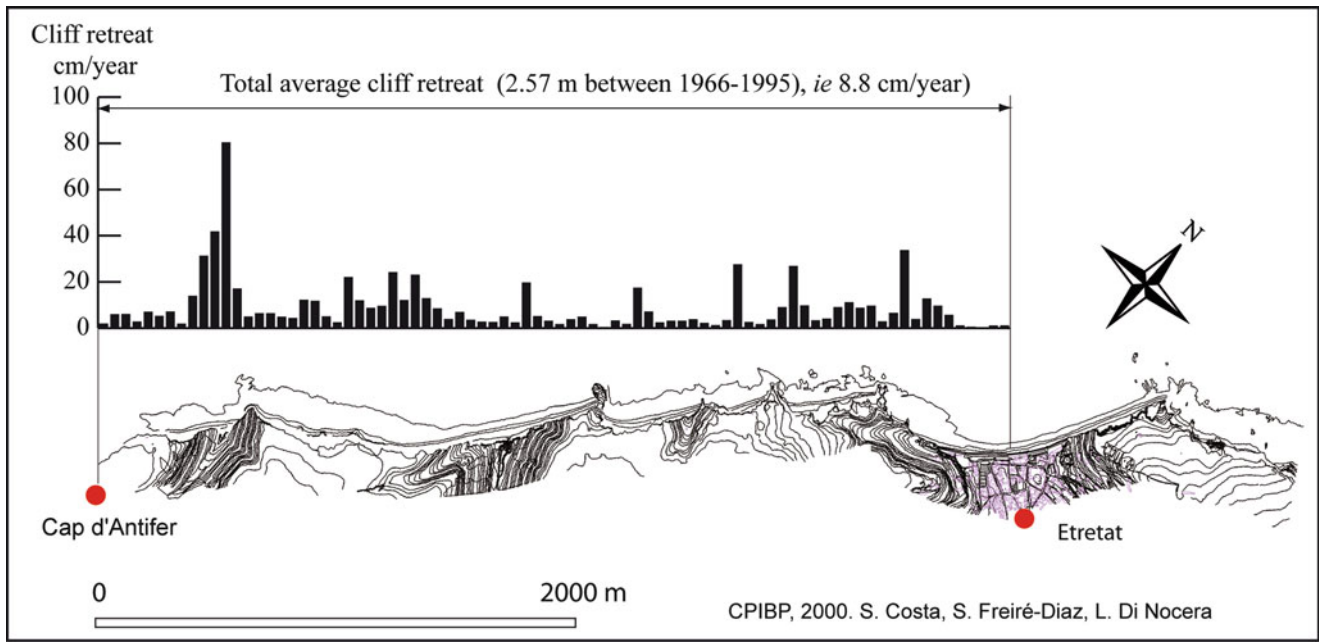 Cliff retreat
cm/year
Total average cliff retreat (2.57 m between 1966-1995), ie 8.8 cm/year)
100
80
60
40
20
0
N
Cap d'Antifer
Etretat
0 2000 m
CPIBP, 2000. S. Costa, S. Freiré-Diaz, L. Di Nocera